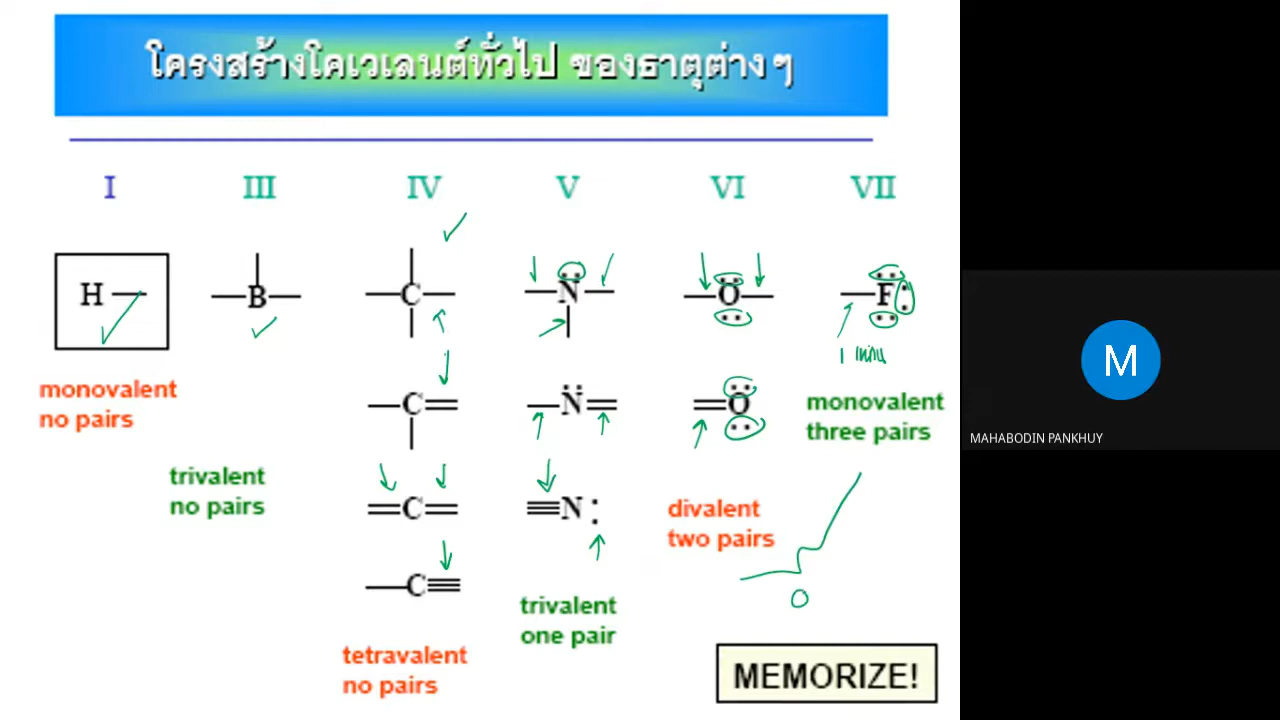 โครงสร้างโคเวเลนต์ทั่วไป ของธาตุต่างๆ
I III IV V VI VII
H B C N O F
C N O
C N
C
monovalent
no pairs
trivalent
no pairs
tetravalent
no pairs
trivalent
one pair
divalent
two pairs
monovalent
three pairs
1
O
MEMORIZE!
M
MAHABODIN PANKHUY